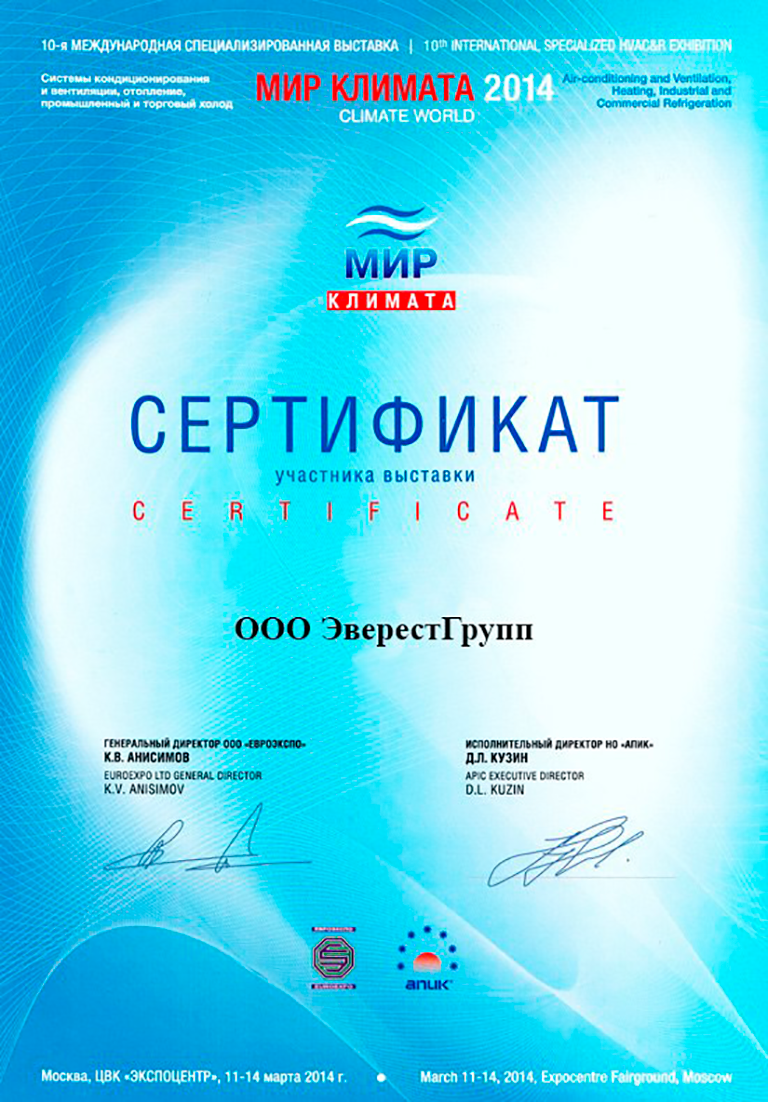 10-я МЕЖДУНАРОДНАЯ СПЕЦИАЛИЗИРОВАННАЯ ВЫСТАВКА | 10th INTERNATIONAL SPECIALIZED HVAC&R EXHIBITION
Системы кондиционирования
и вентиляции, отопление,
промышленный и торговый холод
МИР КЛИМАТА 2014
CLIMATE WORLD
Air-conditioning and Ventilation,
Heating, Industrial and
Commercial Refrigeration
МИР
КЛИМАТА
СЕРТИФИКАТ
участника выставки
CERTIFICATE
ООО ЭверестГрупп
ГЕНЕРАЛЬНЫЙ ДИРЕКТОР ООО «ЕВРОЭКСПО»
К.В. АНИСИМОВ
EUROEXPO LTD GENERAL DIRECTOR
K.V. ANISIMOV
ИСПОЛНИТЕЛЬНЫЙ ДИРЕКТОР НО «АПИК»
Д.Л. КУЗИН
APIC EXECUTIVE DIRECTOR
D.L. KUZIN
ЕВРОЭКСПО
EUROEXPO
апик
Москва, ЦВК «ЭКСПОЦЕНТР», 11-14 марта 2014 г. • March 11-14, 2014, Expocentre Fairground, Moscow